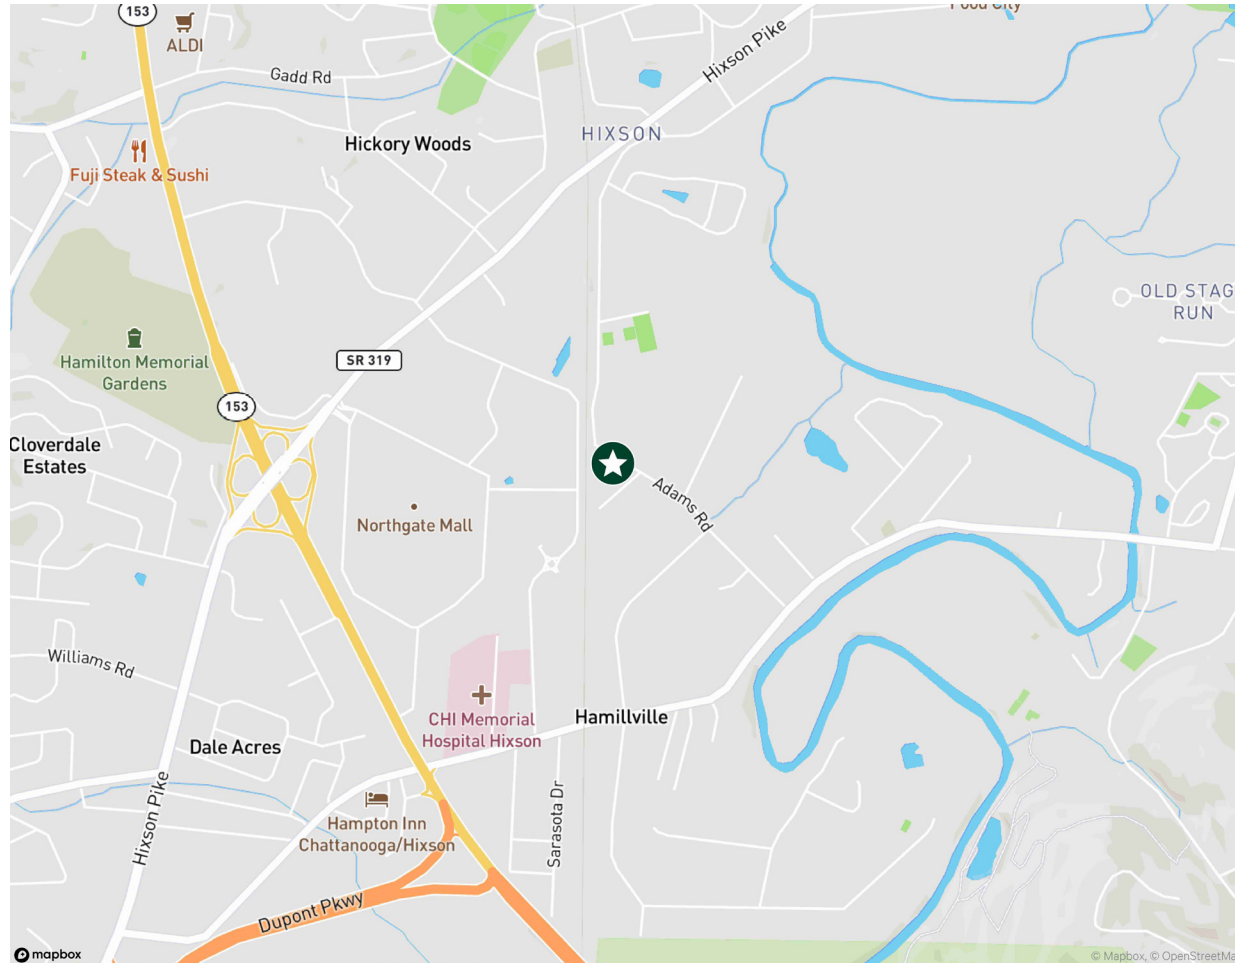 153
ALDI
Food City
Gadd Rd
Hixson Pike
HIXSON
Hickory Woods
Fuji Steak & Sushi
OLD STAG
RUN
Hamilton Memorial
Gardens
SR 319
153
Cloverdale
Estates
Northgate Mall
Adams Rd
Williams Rd
CHI Memorial
Hospital Hixson
Hamillville
Dale Acres
Hixson Pike
Hampton Inn
Chattanooga/Hixson
Sarasota Dr
Dupont Pkwy
mapbox
© Mapbox, © OpenStreetMa